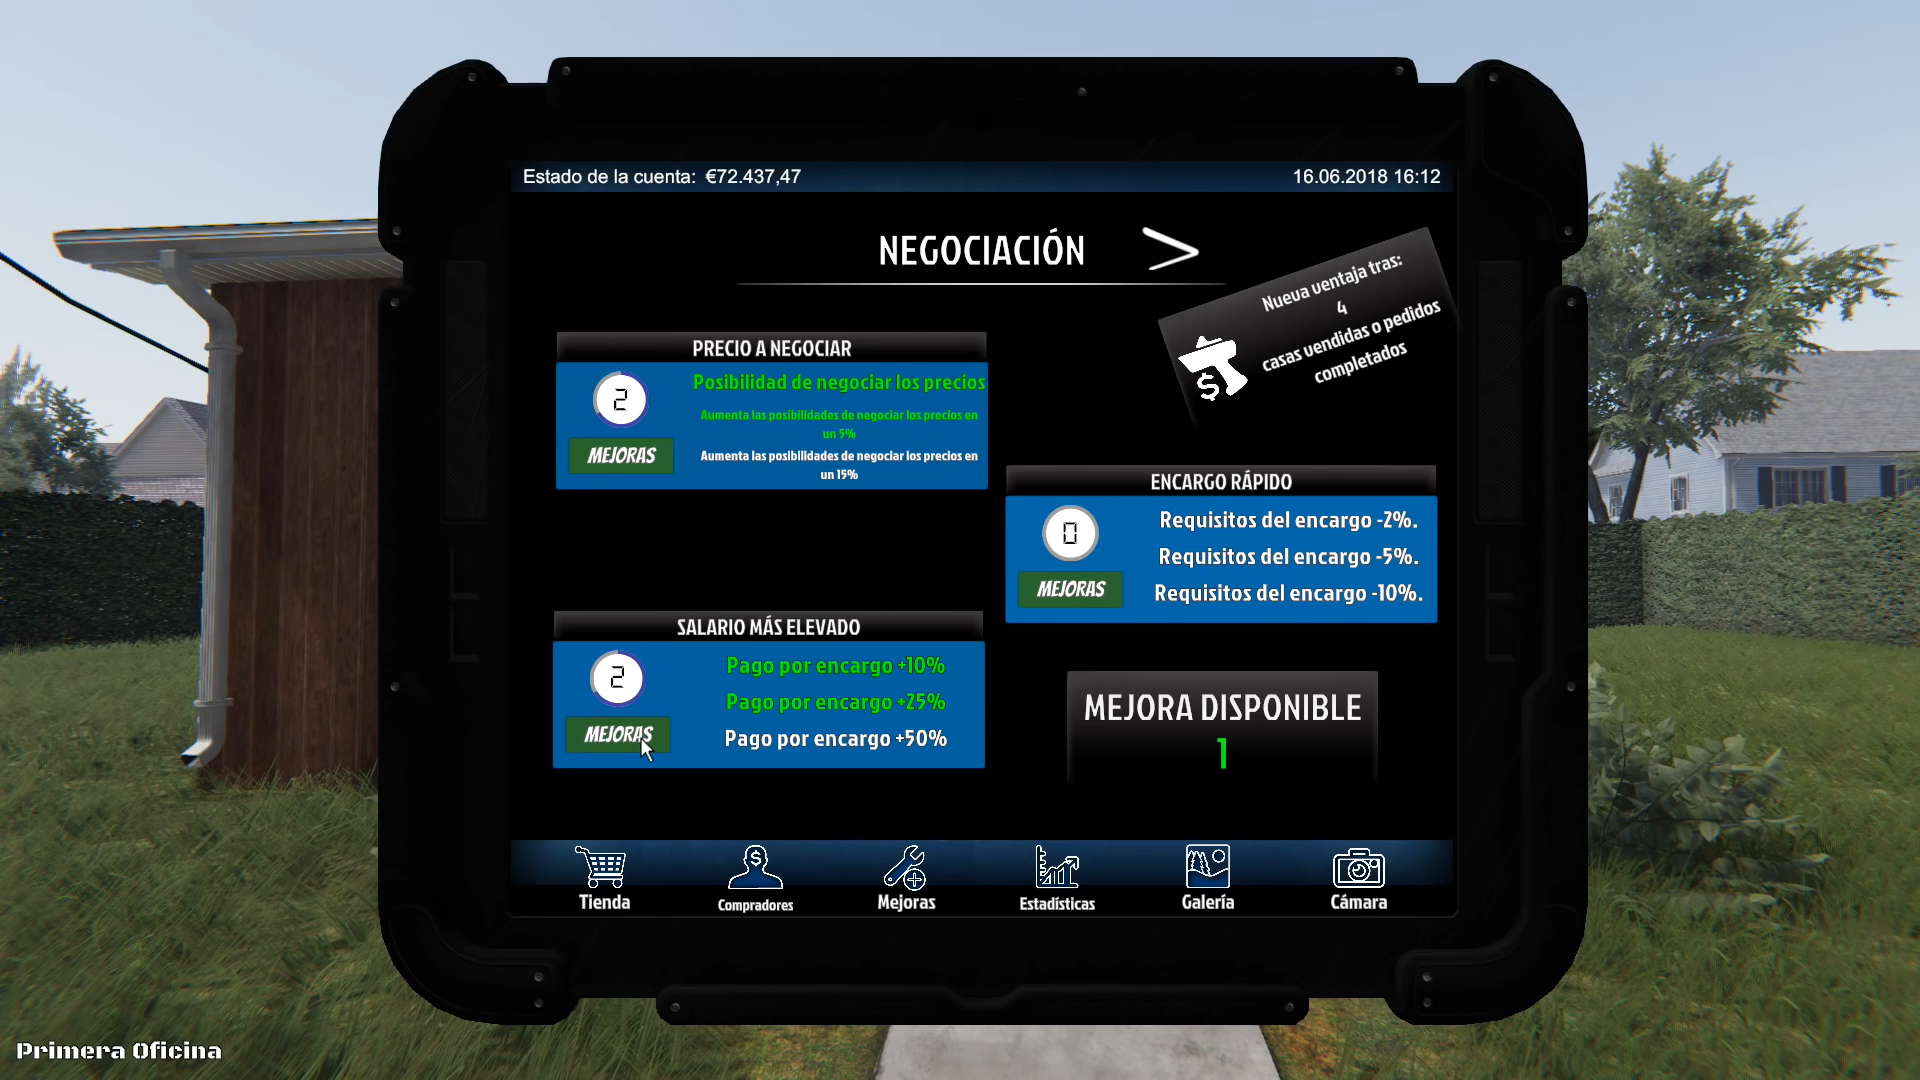 Estado de la cuenta: €72.437,47
16.06.2018 16:12
NEGOCIACIÓN
>
Nueva ventaja tras:
4
casas vendidas o pedidos
completados
PRECIO A NEGOCIAR
2
MEJORAS
Posibilidad de negociar los precios
Aumenta las posibilidades de negociar los precios en
un 5%
Aumenta las posibilidades de negociar los precios en
un 15%
ENCARGO RÁPIDO
0
MEJORAS
Requisitos del encargo -2%.
Requisitos del encargo -5%.
Requisitos del encargo -10%.
SALARIO MÁS ELEVADO
2
MEJORAS
Pago por encargo +10%
Pago por encargo +25%
Pago por encargo +50%
MEJORA DISPONIBLE
1
Tienda
Compradores
Mejoras
Estadísticas
Galería
Cámara
Primera Oficina